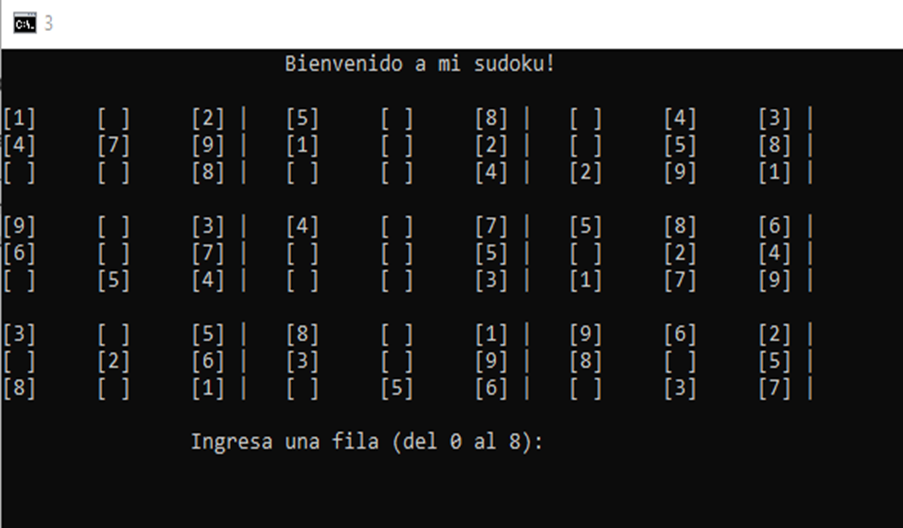 3
Bienvenido a mi sudoku!
[1] [ ] [2] | [5] [ ] [8] | [ ] [4] [3] |
[4] [7] [9] | [1] [ ] [2] | [ ] [5] [8] |
[ ] [ ] [8] | [ ] [ ] [4] | [2] [9] [1] |
[9] [ ] [3] | [4] [ ] [7] | [5] [8] [6] |
[6] [ ] [7] | [ ] [ ] [5] | [ ] [2] [4] |
[ ] [5] [4] | [ ] [ ] [3] | [1] [7] [9] |
[3] [ ] [5] | [8] [ ] [1] | [9] [6] [2] |
[ ] [2] [6] | [3] [ ] [9] | [8] [ ] [5] |
[8] [ ] [1] | [ ] [5] [6] | [ ] [3] [7] |
Ingresa una fila (del 0 al 8):